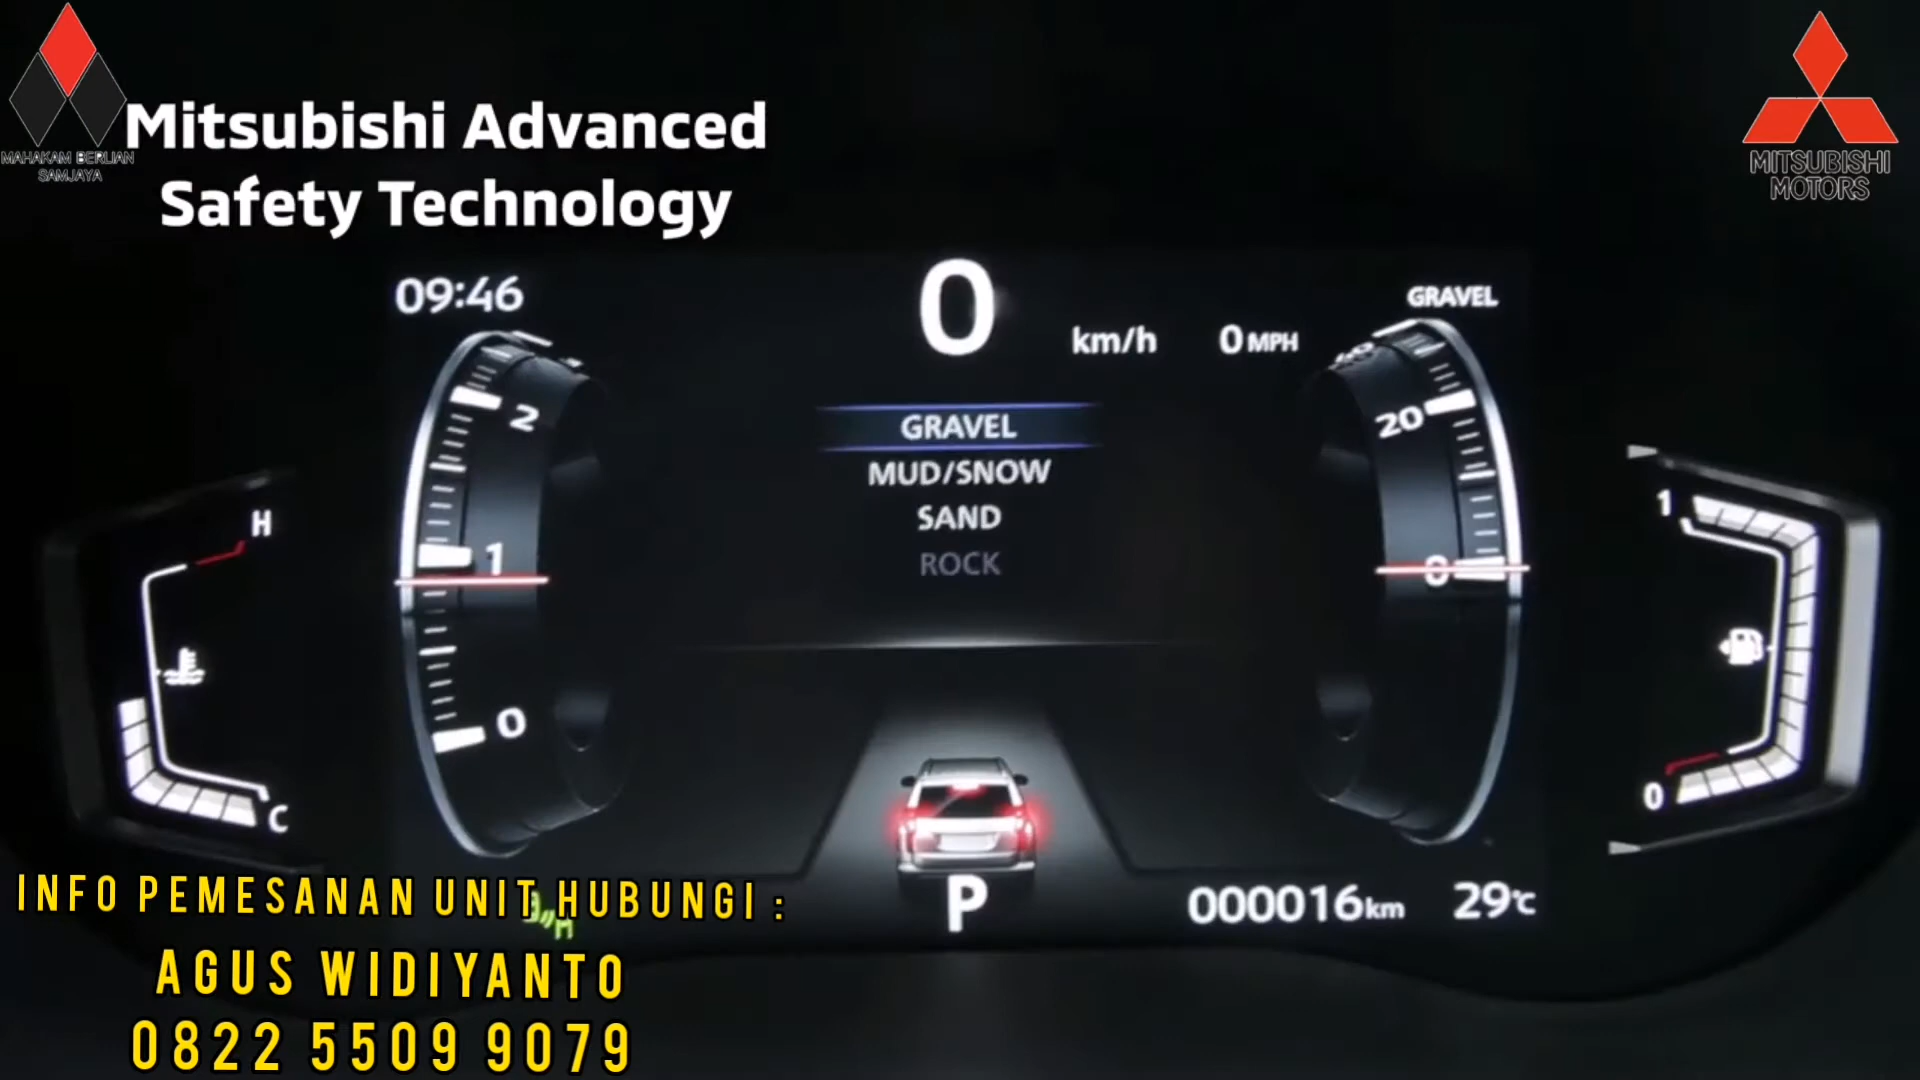 MAHAKAM BERLIAN
SAMJAYA
Mitsubishi Advanced
Safety Technology
MITSUBISHI
MOTORS
09:46
0 km/h 0 MPH
GRAVEL
GRAVEL
MUD/SNOW
SAND
ROCK
2
1
0
H
C
40
20
0
1
0
P
000016km 29°C
INFO PEMESANAN UNIT HUBUNGI :
AGUS WIDIYANTO
0822 5509 9079